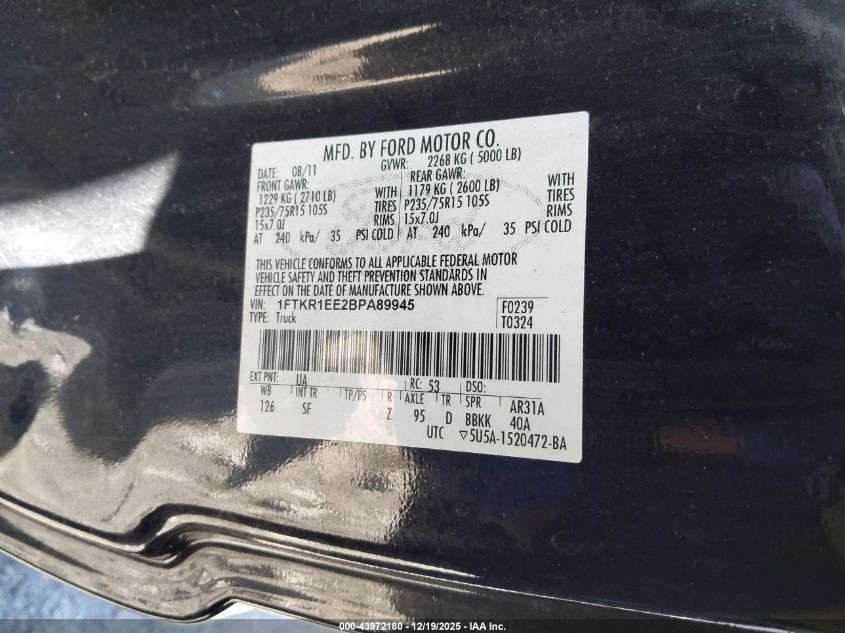 MFD. BY FORD MOTOR CO.
DATE: 08/11 GVWR: 2268 KG ( 5000 LB)
FRONT GAWR: REAR GAWR:
1229 KG ( 2710 LB) WITH 1179 KG ( 2600 LB) WITH
P235/75R15 105S TIRES P235/75R15 105S TIRES
15x7.0J RIMS 15x7.0J RIMS
AT 240 kPa/ 35 PSI COLD AT 240 kPa/ 35 PSI COLD
THIS VEHICLE CONFORMS TO ALL APPLICABLE FEDERAL MOTOR
VEHICLE SAFETY AND THEFT PREVENTION STANDARDS IN
EFFECT ON THE DATE OF MANUFACTURE SHOWN ABOVE.
VIN: 1FTKR1EE2BPA89945 F0239
TYPE: Truck T0324
EXT PNT: UA RC: 53 DSO:
WB INT TR TP/PS R AXLE TR SPR AR31A
126 SF Z 95 D BBKK 40A
UTC ▽5U5A-1520472-BA
000-43972180 - 12/19/2025 - IAA Inc.